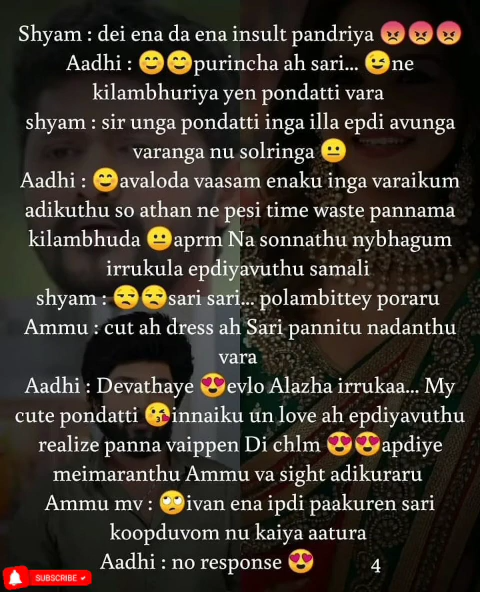 Shyam : dei ena da ena insult pandriya 😡😡😡
Aadhi : 😊😊purincha ah sari... 😉ne
kilambhuriya yen pondatti vara
shyam : sir unga pondatti inga illa epdi avunga
varanga nu solringa 😐
Aadhi : 😊avaloda vaasam enaku inga varaikum
adikuthu so athan ne pesi time waste pannama
kilambhuda 😐aprm Na sonnathu nybhagum
irrukula epdiyavuthu samali
shyam : 😒😒sari sari... polambittey poraru
Ammu : cut ah dress ah Sari pannitu nadanthu
vara
Aadhi : Devathaye 😍evlo Alazha irrukaa... My
cute pondatti 😘innaiku un love ah epdiyavuthu
realize panna vaippen Di chlm 😍😍apdiye
meimaranthu Ammu va sight adikuraru
Ammu mv : 🙄ivan ena ipdi paakuren sari
koopduvom nu kaiya aatura
Aadhi : no response 😍
4
SUBSCRIBE